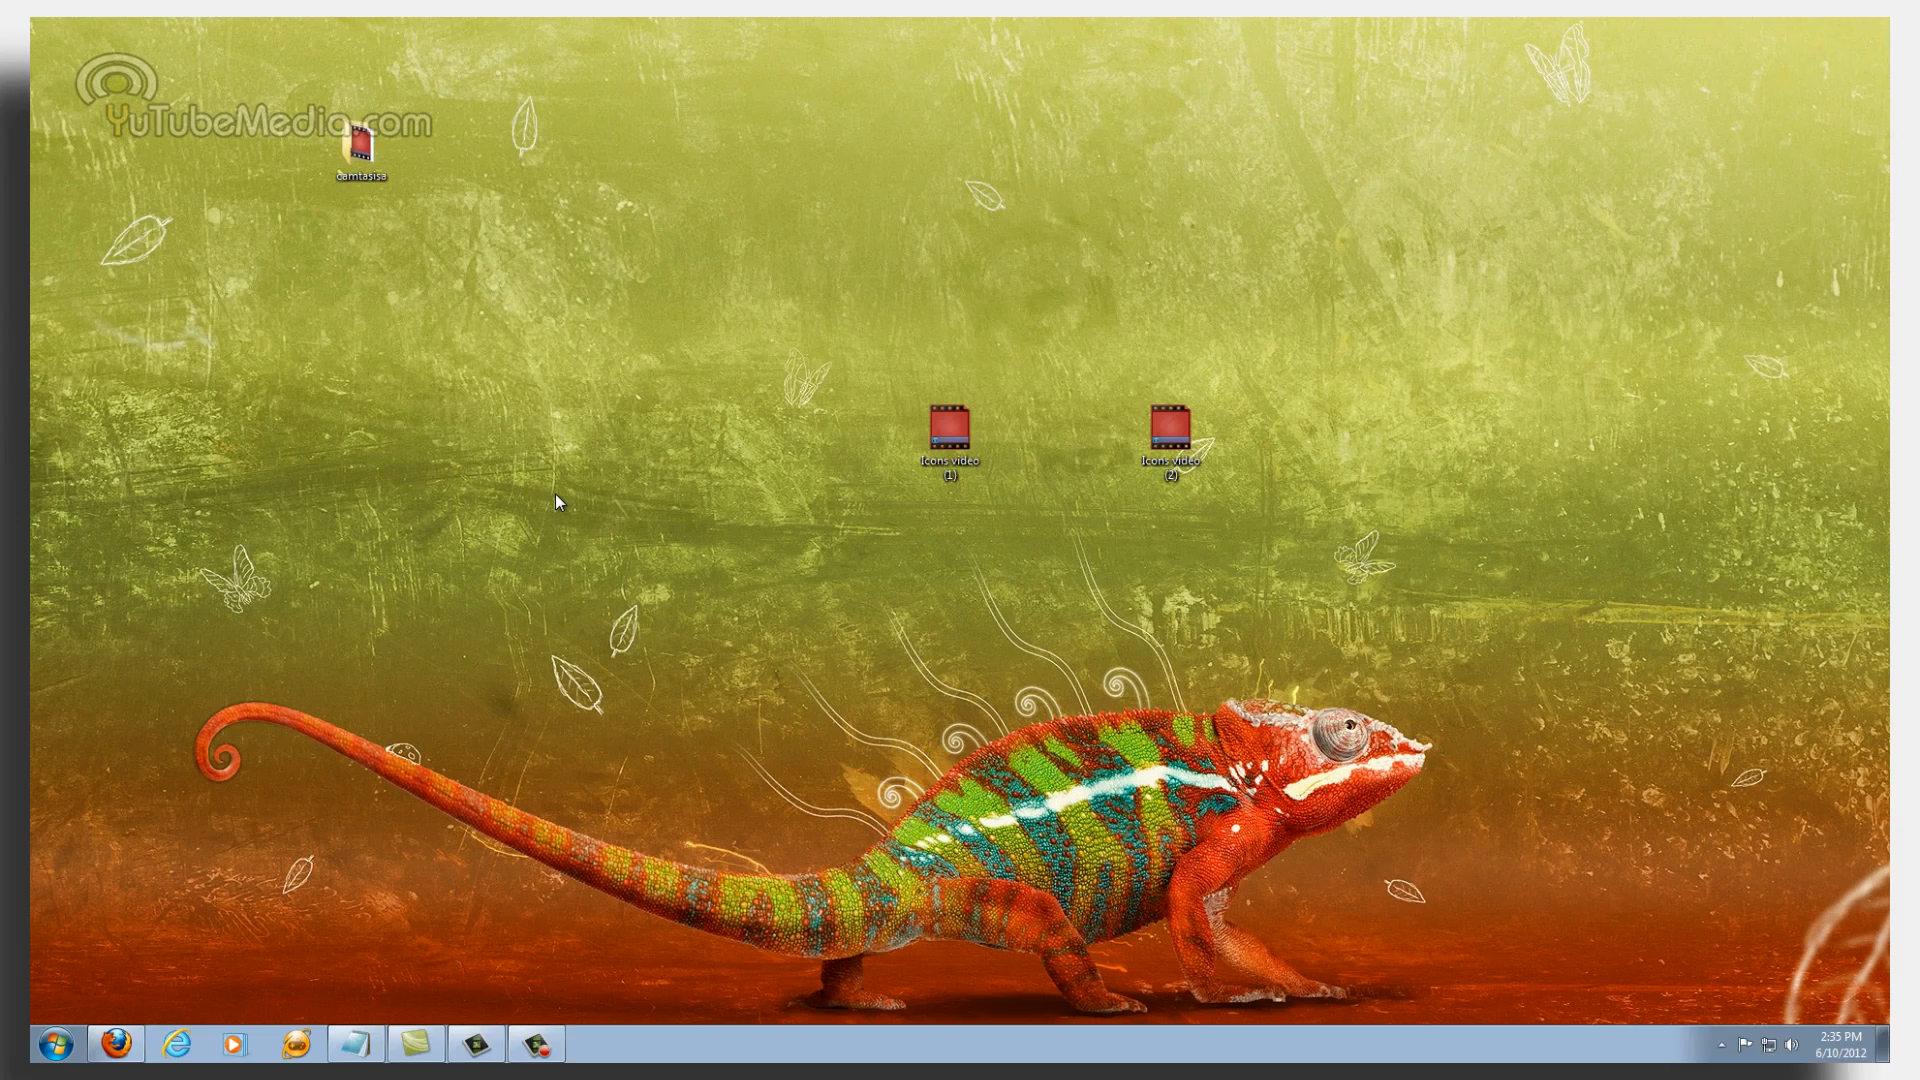 YuTubeMedia.com
camtasisa
Icons video
(1)
Icons video
(2)
2:35 PM
6/10/2012